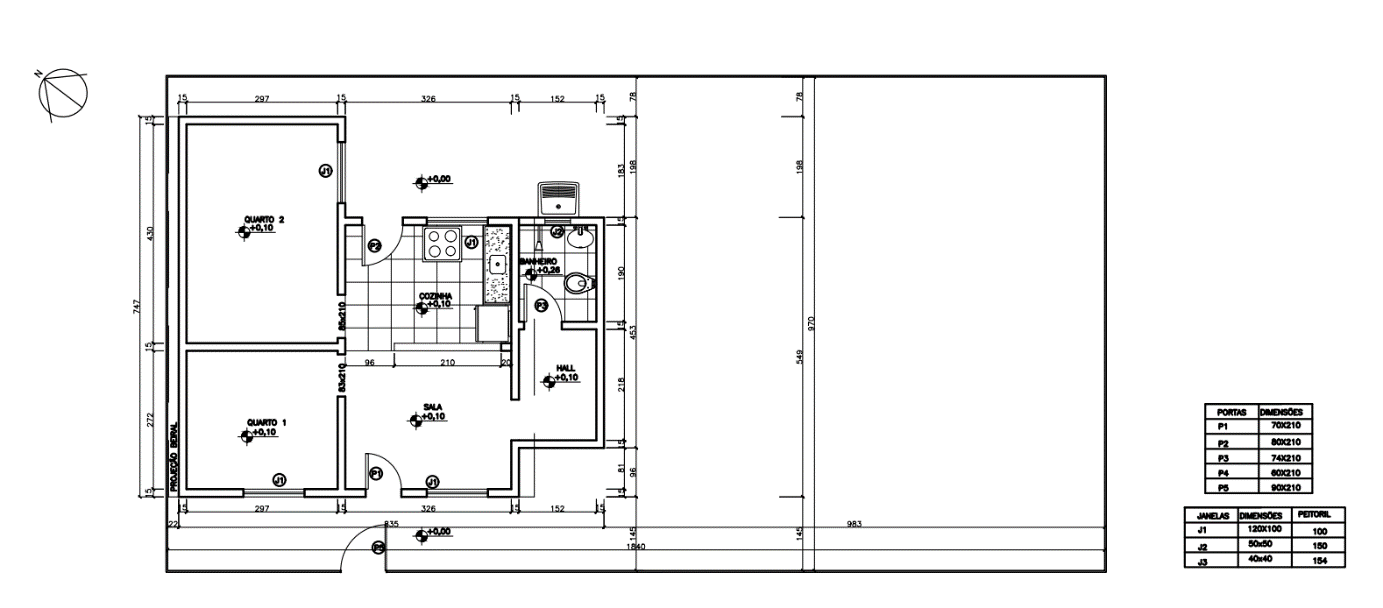 N
15 297 15 326 15 152 15
78 78
15 15
J1
+0,00
183 198 198
QUARTO 2
+0,10
430
15
P2
J1
J2
BANHEIRO
+0,26
190
COZINHA
+0,10
P3
747
85x210
15
453
970
15
96 210 20
549
83x210
HALL
+0,10
218
SALA
+0,10
272
QUARTO 1
+0,10
PROJEÇÃO BEIRAL
15
81 96
J1
P1
J1
15 15
15 297 15 326 15 152 15
22 835 983
+0,00
145 145
P5
1840
PORTAS DIMENSÕES
P1 70X210
P2 80X210
P3 74X210
P4 60X210
P5 90X210
JANELAS DIMENSÕES PEITORIL
J1 120X100 100
J2 50x50 150
J3 40x40 154